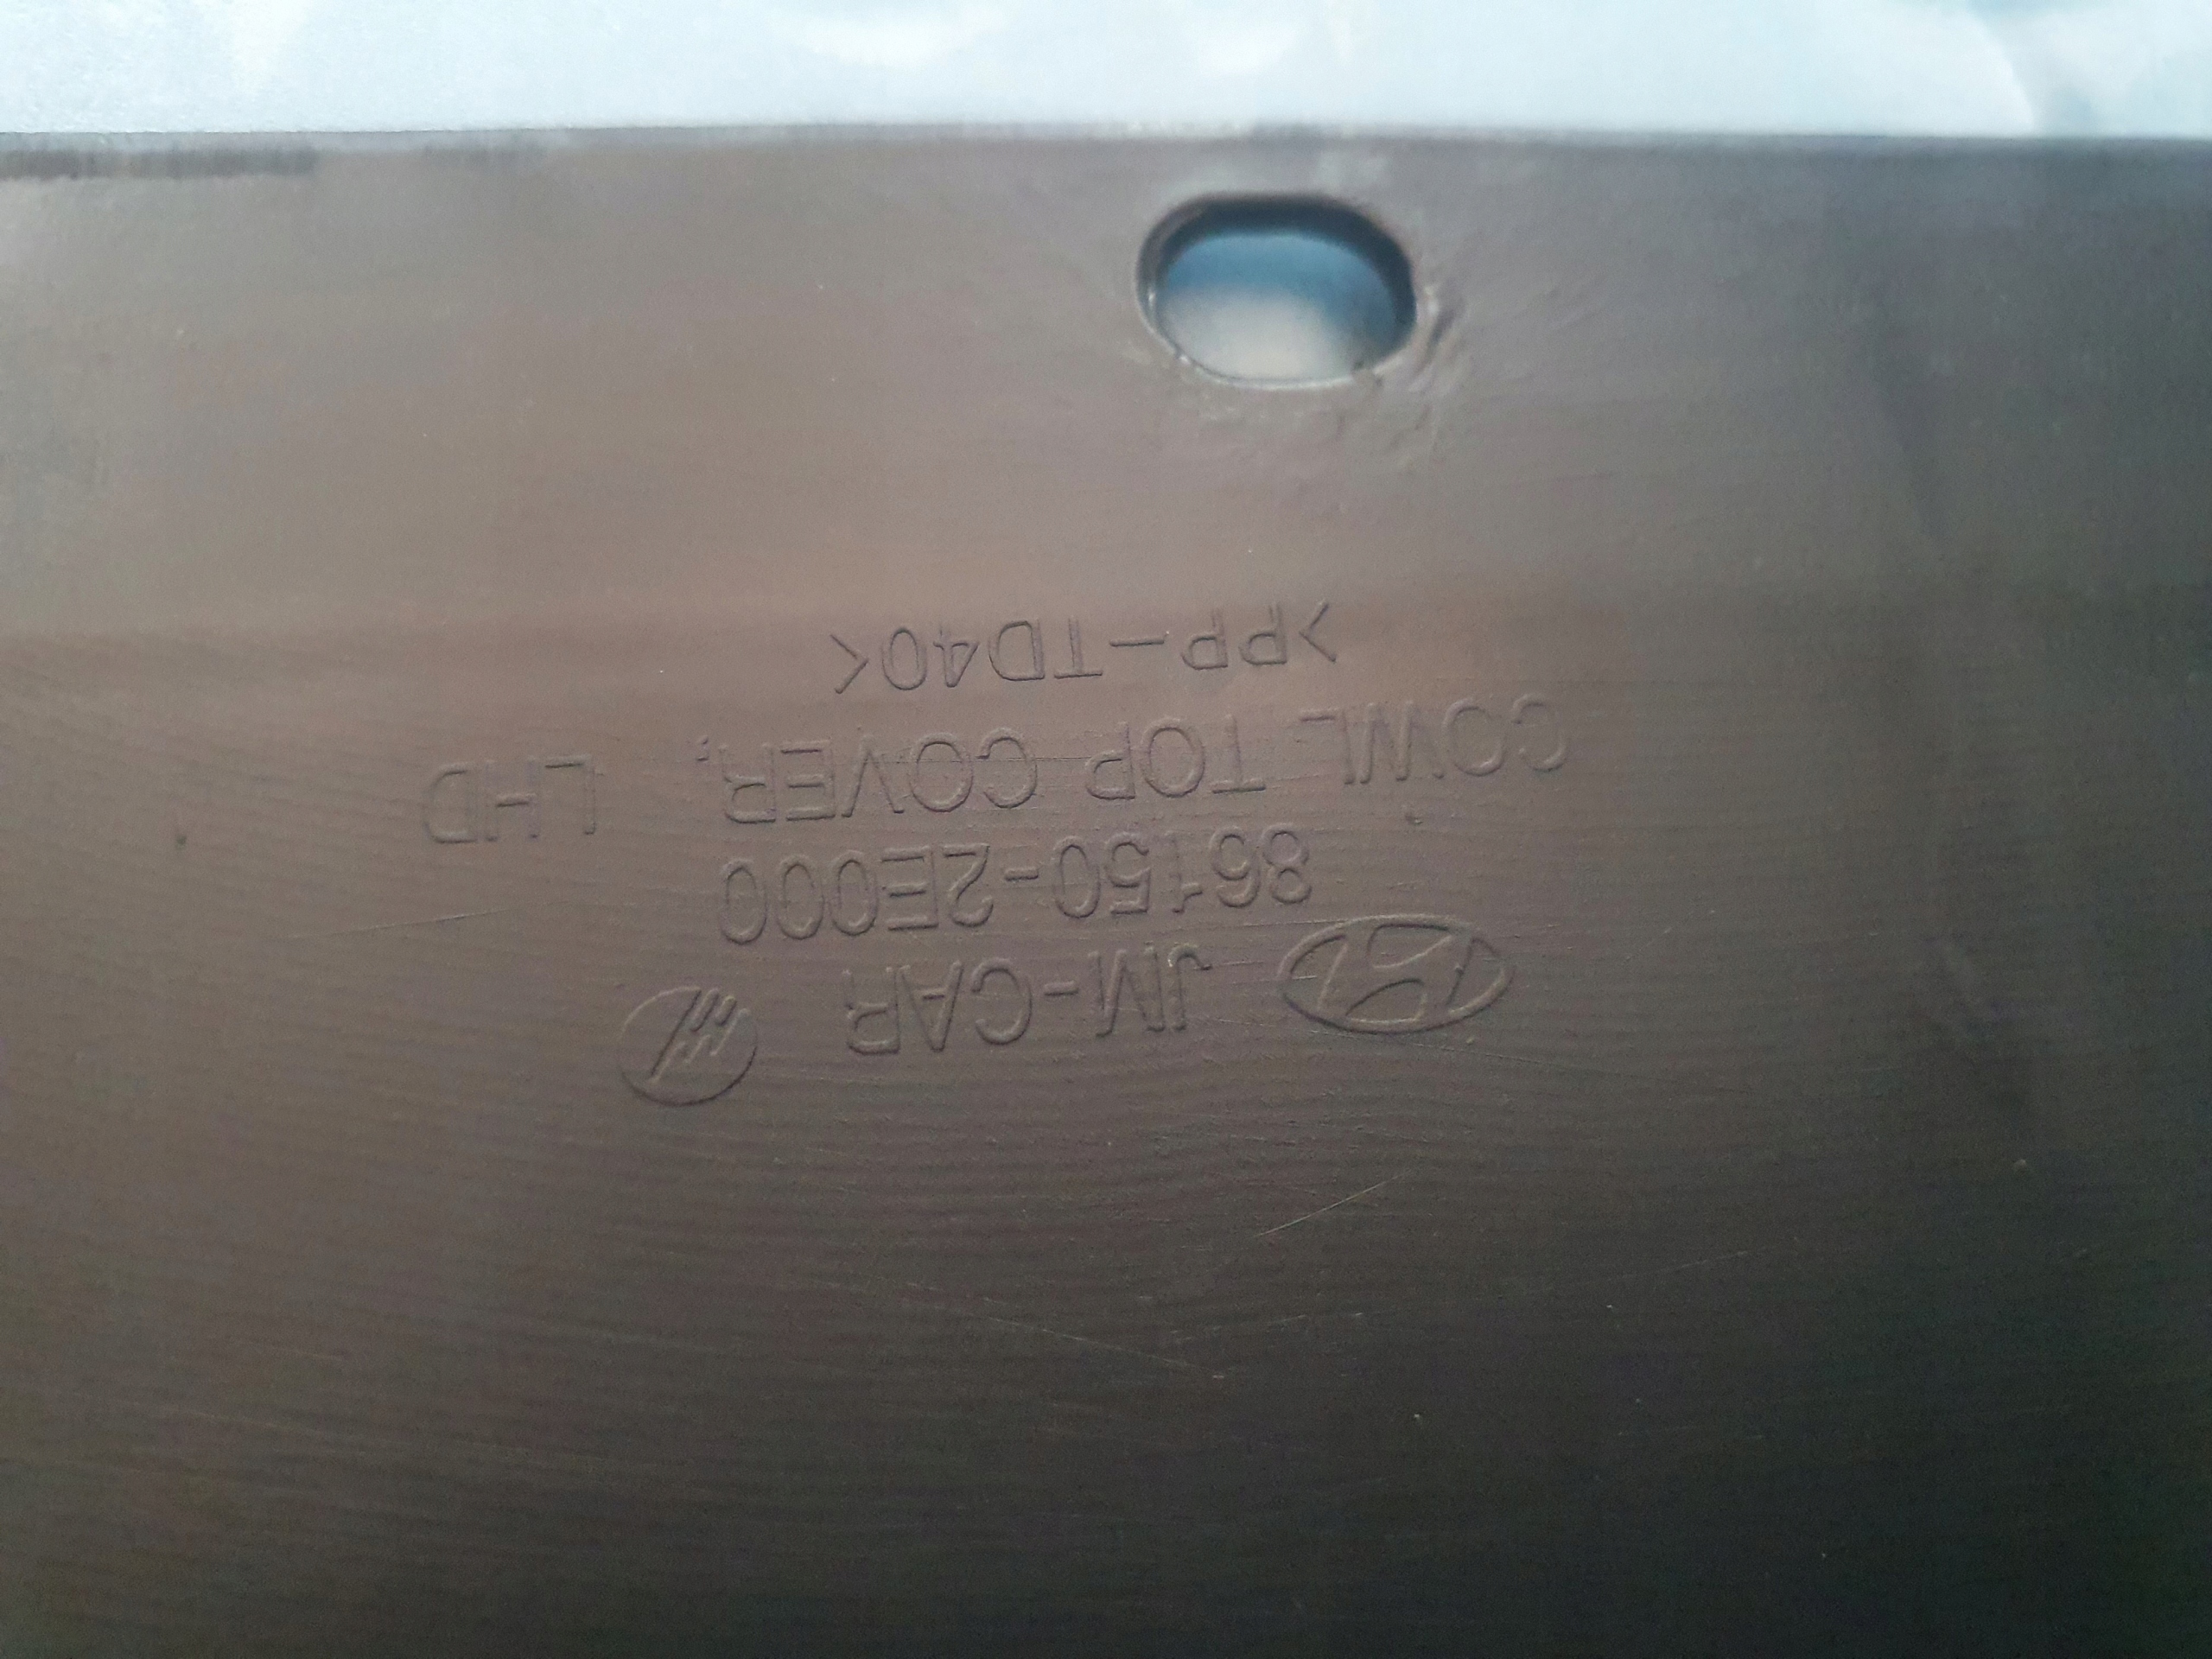 JM-CAR
86150-2E000
COWL TOP COVER, LHD
>PP-TD40<